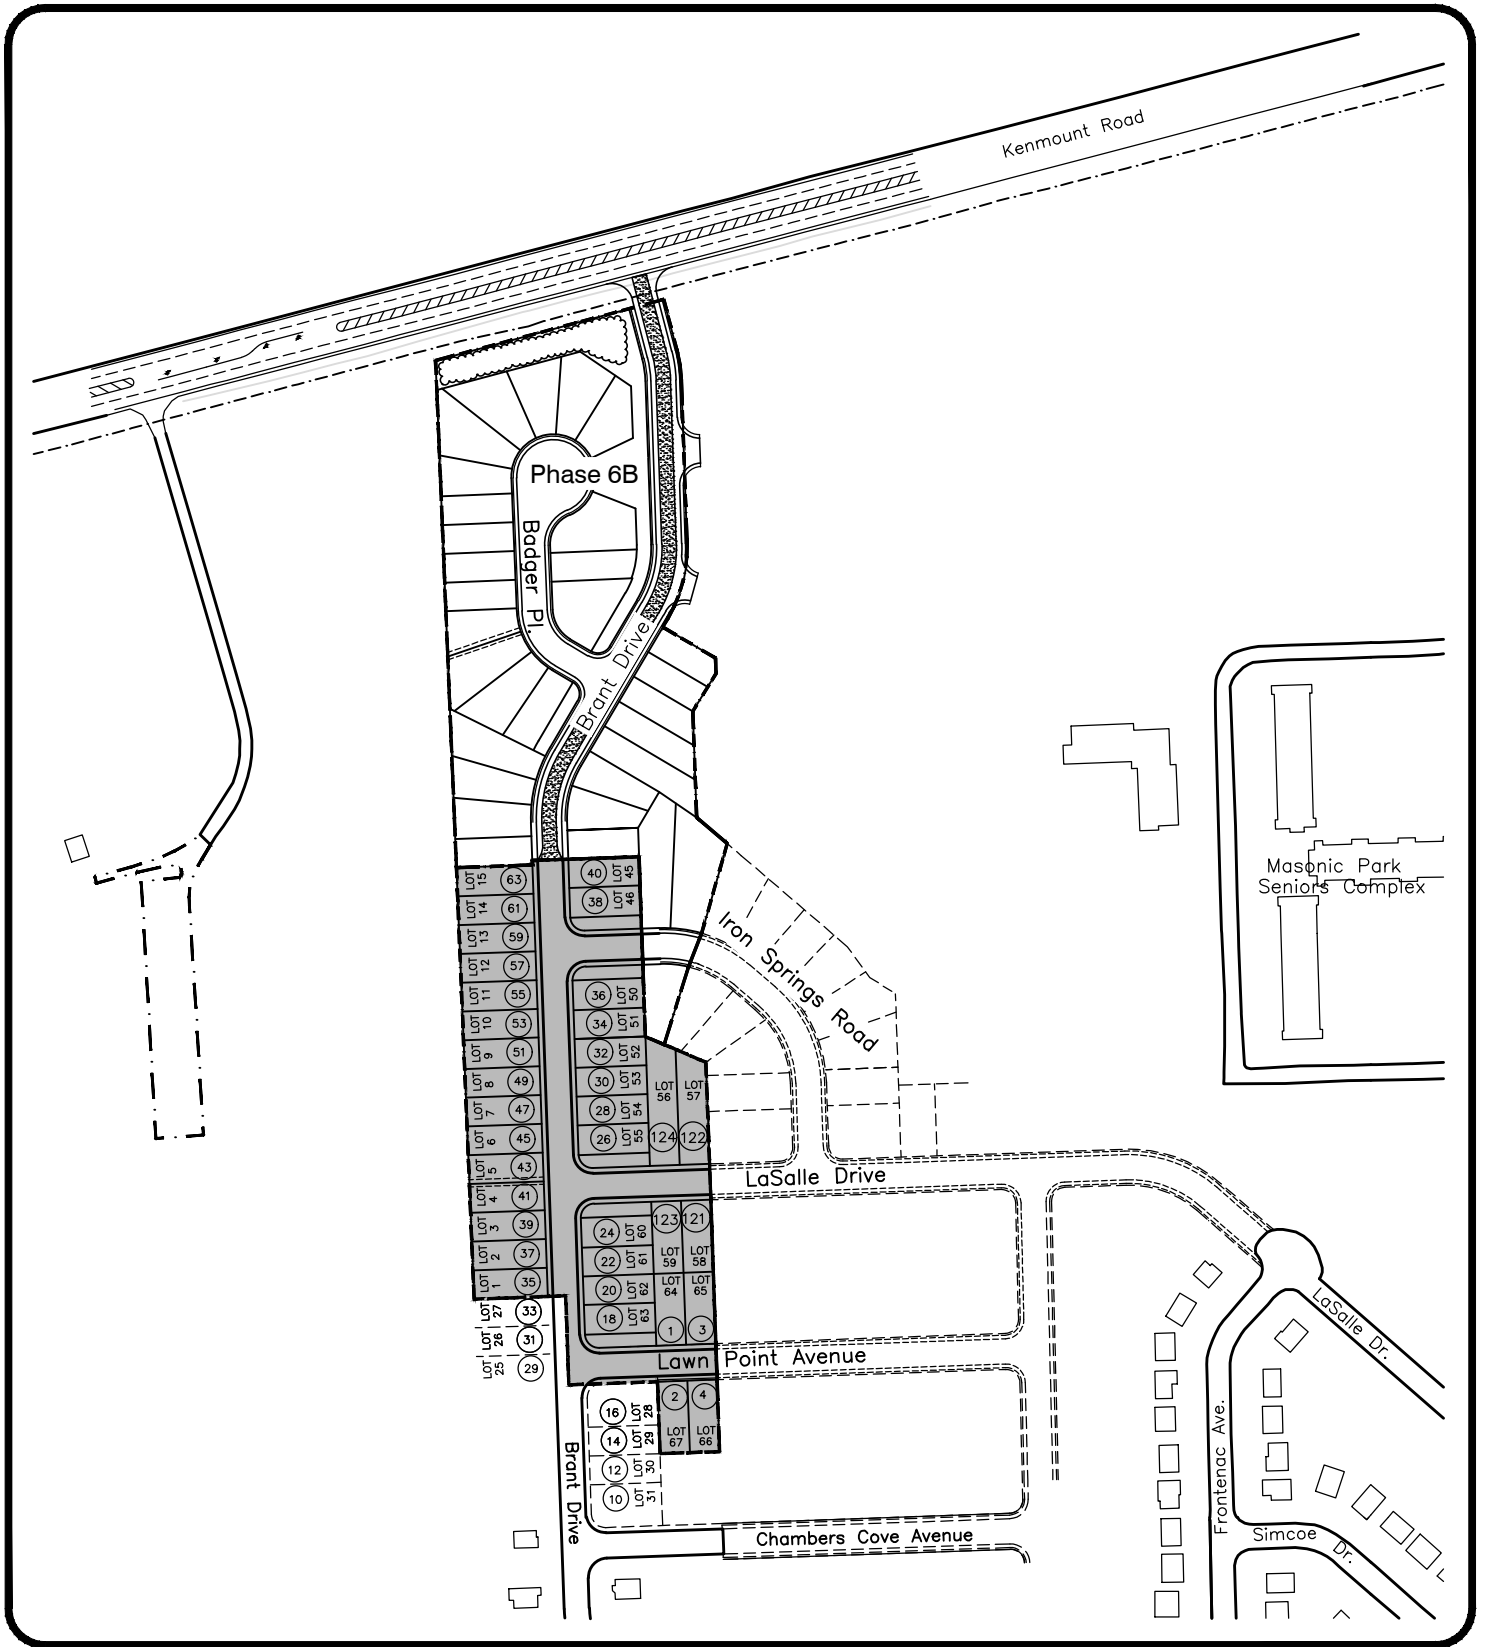 Kenmount Road
Phase 6B
Badger Pl.
Brant Drive
Masonic Park
Seniors Complex
Iron Springs Road
LOT 15 63
LOT 14 61
LOT 13 59
LOT 12 57
LOT 11 55
LOT 10 53
LOT 9 51
LOT 8 49
LOT 7 47
LOT 6 45
LOT 5 43
LOT 4 41
LOT 3 39
LOT 2 37
LOT 1 35
LOT 27 33
LOT 26 31
LOT 25 29
40 LOT 45
38 LOT 46
36 LOT 50
34 LOT 51
32 LOT 52
30 LOT 53
28 LOT 54
26 LOT 55
LOT 56
124
LOT 57
122
LaSalle Drive
123
LOT 59
121
LOT 58
24 LOT 60
22 LOT 61
20 LOT 62
18 LOT 63
LOT 64
1
LOT 65
3
Lawn Point Avenue
2
LOT 67
4
LOT 66
16 LOT 28
14 LOT 29
12 LOT 30
10 LOT 31
Brant Drive
Chambers Cove Avenue
LaSalle Dr.
Frontenac Ave.
Simcoe Dr.